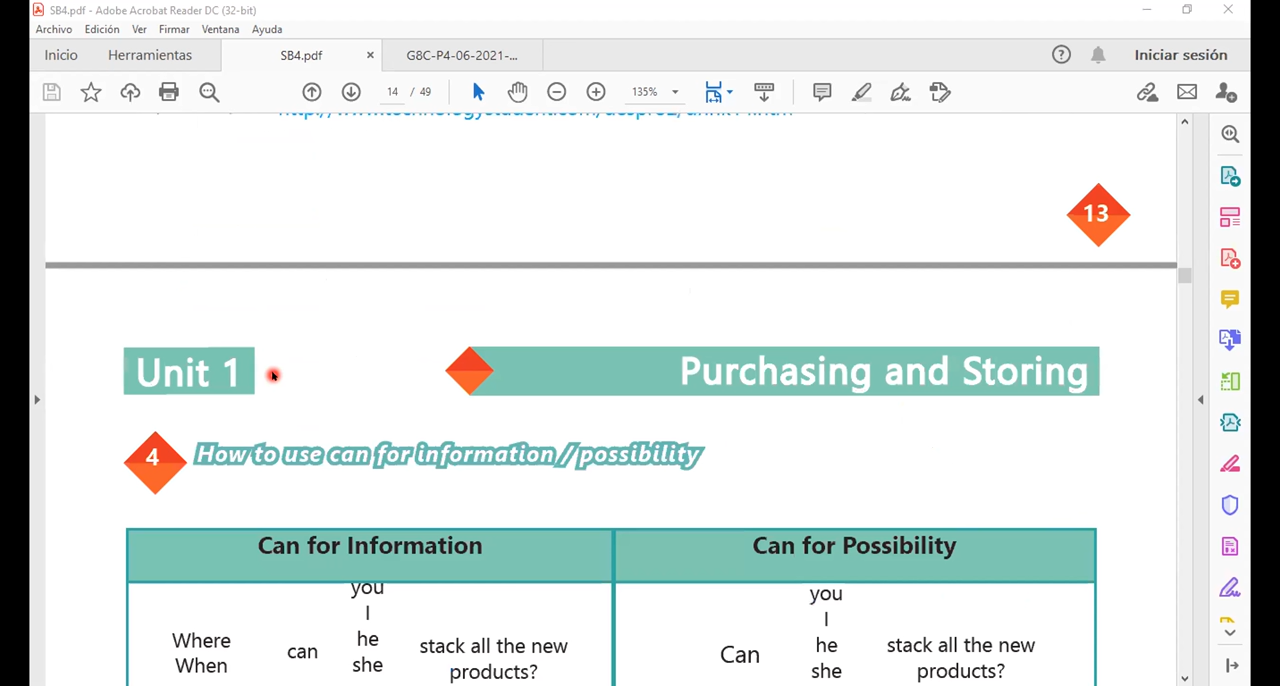 SB4.pdf - Adobe Acrobat Reader DC (32-bit)
Archivo Edición Ver Firmar Ventana Ayuda
Inicio Herramientas SB4.pdf × G8C-P4-06-2021-... Iniciar sesión
14 / 49 135%
13
Unit 1 Purchasing and Storing
4 How to use can for information/possibility
Can for Information Can for Possibility
you you
I I
Where can he stack all the new Can he stack all the new
When she products? she products?